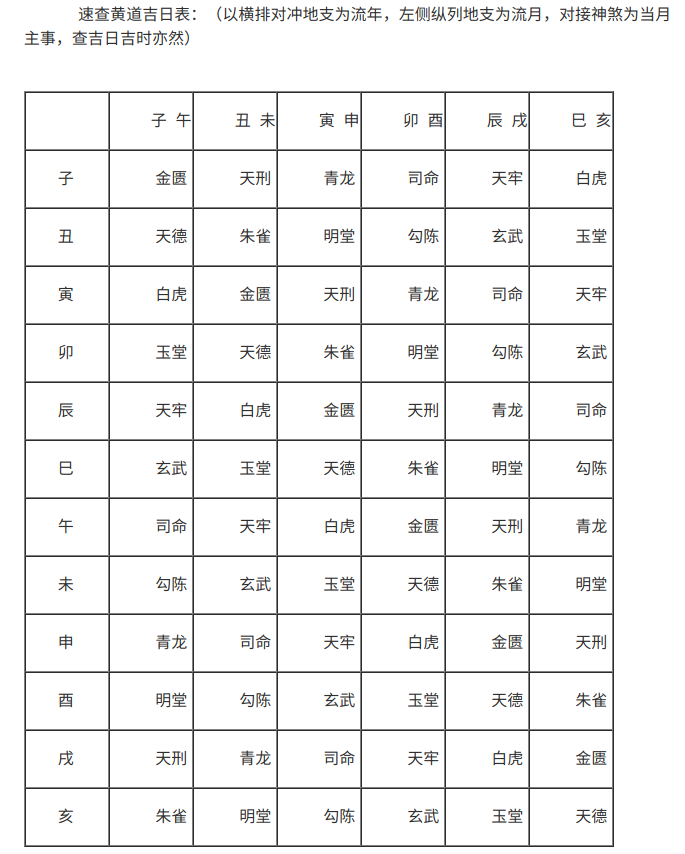 速查黄道吉日表：（以横排对冲地支为流年，左侧纵列地支为流月，对接神煞为当月
主事，查吉日吉时亦然）
子 午 丑 未 寅 申 卯 酉 辰 戌 巳 亥
子 金匮 天刑 青龙 司命 天牢 白虎
丑 天德 朱雀 明堂 勾陈 玄武 玉堂
寅 白虎 金匮 天刑 青龙 司命 天牢
卯 玉堂 天德 朱雀 明堂 勾陈 玄武
辰 天牢 白虎 金匮 天刑 青龙 司命
巳 玄武 玉堂 天德 朱雀 明堂 勾陈
午 司命 天牢 白虎 金匮 天刑 青龙
未 勾陈 玄武 玉堂 天德 朱雀 明堂
申 青龙 司命 天牢 白虎 金匮 天刑
酉 明堂 勾陈 玄武 玉堂 天德 朱雀
戌 天刑 青龙 司命 天牢 白虎 金匮
亥 朱雀 明堂 勾陈 玄武 玉堂 天德